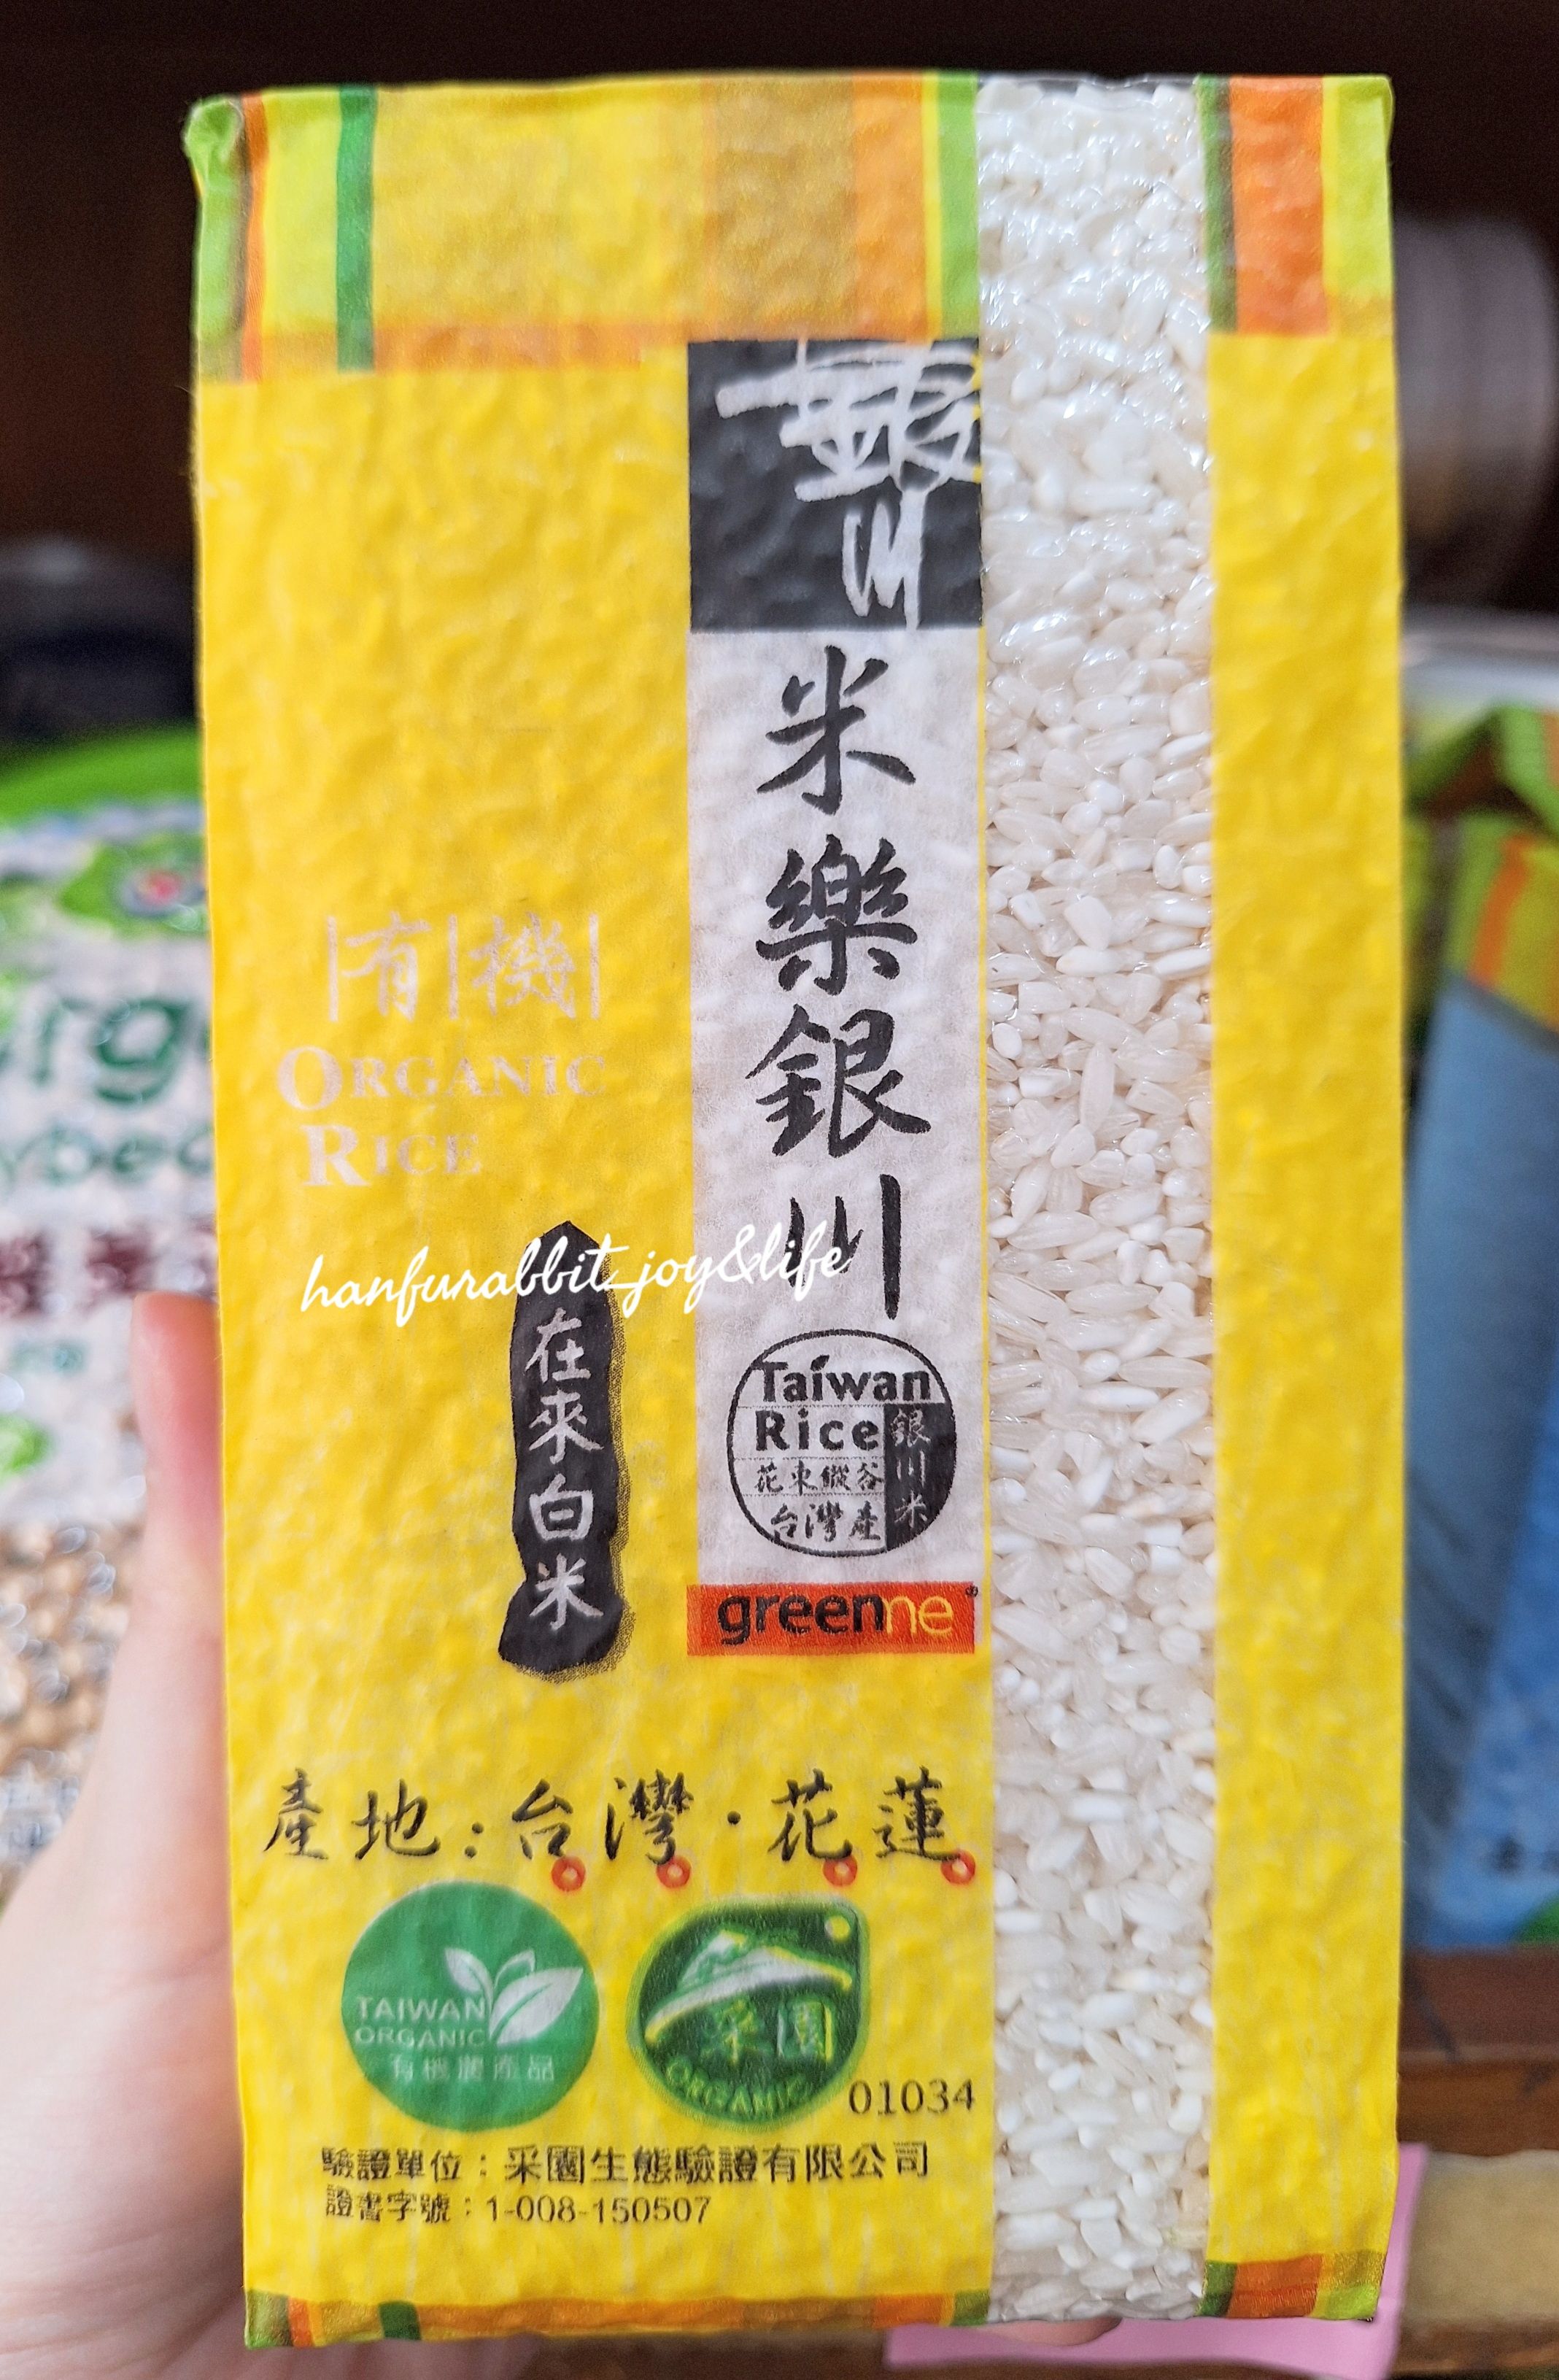 銀川
米樂銀川
有機
ORGANIC
RICE
hanfurabbit_joy&life
在來白米
Taiwan
Rice
花東縱谷
台灣產
銀川米
greenme
產地:台灣·花蓮
TAIWAN
ORGANIC
有機農產品
采園
ORGANIC
01034
驗證單位:采園生態驗證有限公司
證書字號:1-008-150507